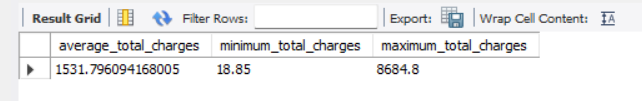 Result Grid Filter Rows: Export: Wrap Cell Content:
average_total_charges minimum_total_charges maximum_total_charges
1531.796094168005 18.85 8684.8